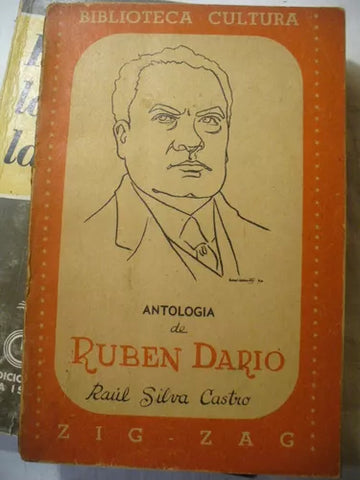 BIBLIOTECA CULTURA
ANTOLOGIA
de
RUBEN DARIO
Raúl Silva Castro
ZIG-ZAG